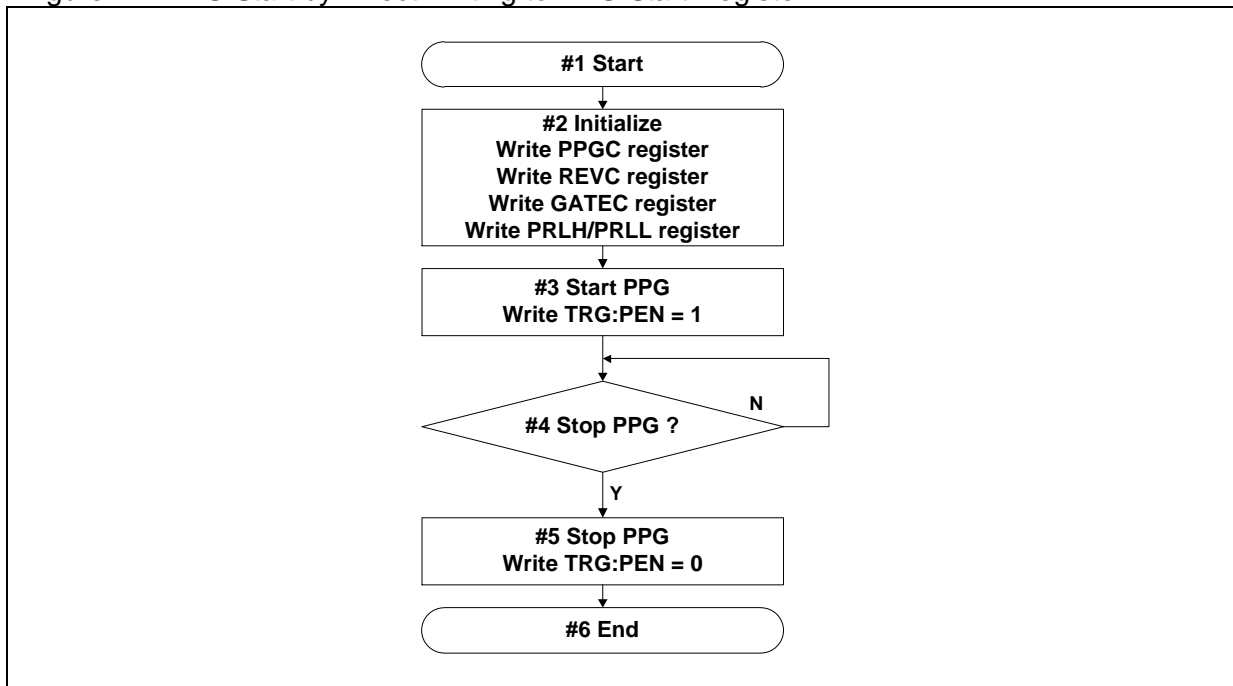 #1 Start
#2 Initialize
Write PPGC register
Write REVC register
Write GATEC register
Write PRLH/PRLL register
#3 Start PPG
Write TRG:PEN = 1
N
#4 Stop PPG ?
Y
#5 Stop PPG
Write TRG:PEN = 0
#6 End